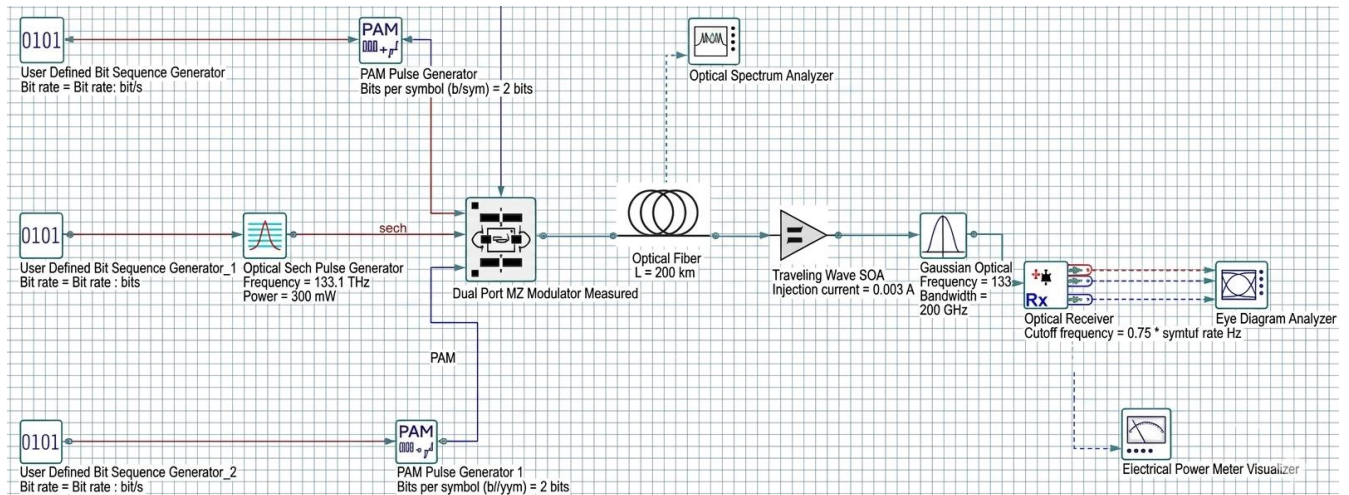 0101
User Defined Bit Sequence Generator
Bit rate = Bit rate: bit/s
PAM
PAM Pulse Generator
Bits per symbol (b/sym) = 2 bits
Optical Spectrum Analyzer
0101
User Defined Bit Sequence Generator_1
Bit rate = Bit rate : bits
Optical Sech Pulse Generator
Frequency = 133.1 THz
Power = 300 mW
sech
Dual Port MZ Modulator Measured
Optical Fiber
L = 200 km
Traveling Wave SOA
Injection current = 0.003 A
Gaussian Optical
Frequency = 133
Bandwidth =
200 GHz
Rx
Optical Receiver
Cutoff frequency = 0.75 * symtuf rate Hz
Eye Diagram Analyzer
PAM
0101
User Defined Bit Sequence Generator_2
Bit rate = Bit rate : bit/s
PAM
PAM Pulse Generator 1
Bits per symbol (b//yym) = 2 bits
Electrical Power Meter Visualizer